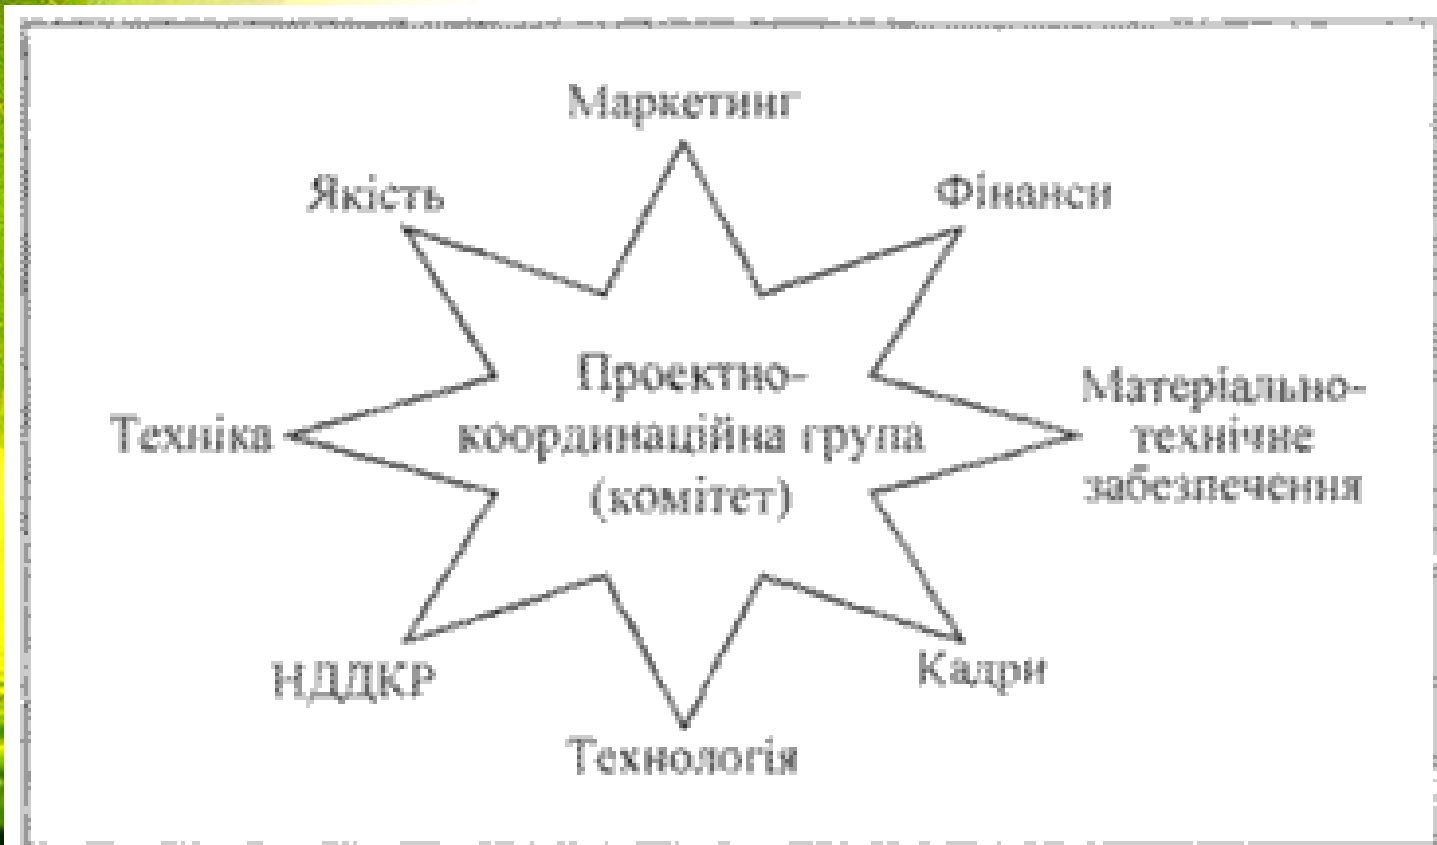 Маркетинг
Якість
Фінанси
Проектно-
координаційна група
(комітет)
Техніка
Матеріально-
технічне
забезпечення
НДДКР
Кадри
Технологія